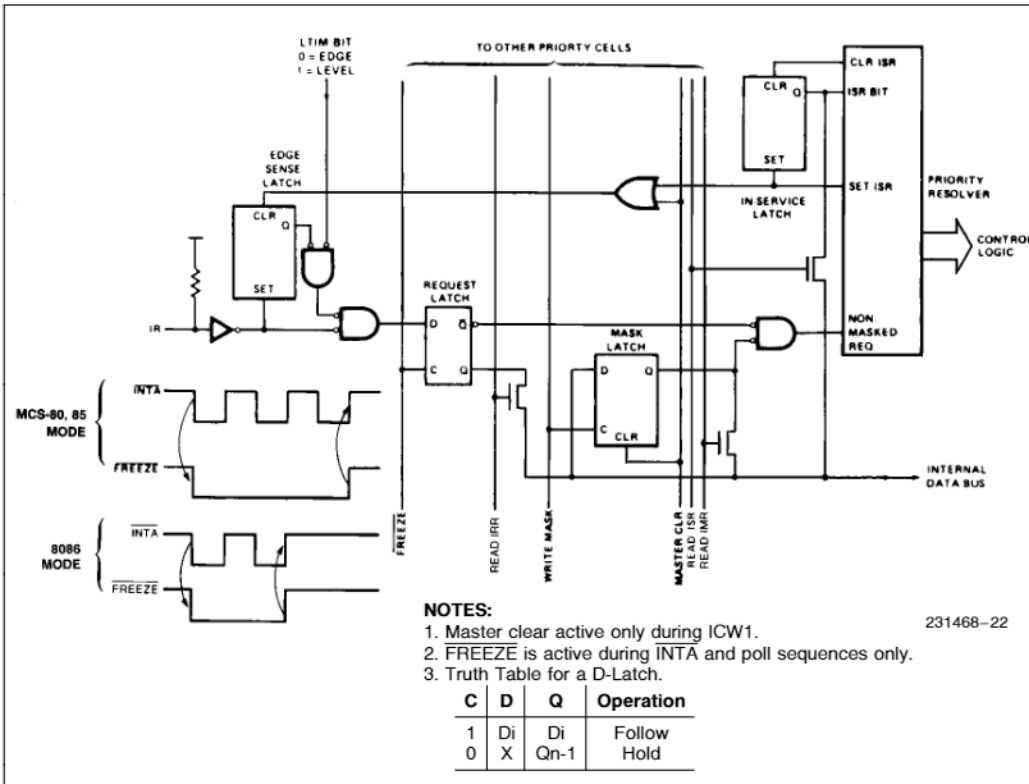 LTIM BIT
0 = EDGE
1 = LEVEL
TO OTHER PRIORTY CELLS
CLR ISR
CLR
Q
ISR BIT
SET
EDGE
SENSE
LATCH
CLR
Q
SET
IN-SERVICE
LATCH
SET ISR
PRIORITY
RESOLVER
CONTROL
LOGIC
REQUEST
LATCH
IR
D
Q
C
Q
MASK
LATCH
D
Q
C
CLR
NON-
MASKED
REQ
MCS-80, 85
MODE
INTA
FREEZE
8086
MODE
INTA
FREEZE
INTERNAL
DATA BUS
FREEZE
READ IRR
WRITE MASK
MASTER CLR
READ ISR
READ IMR
NOTES:
231468–22
1. Master clear active only during ICW1.
2. FREEZE is active during INTA and poll sequences only.
3. Truth Table for a D-Latch.
C D Q Operation
1 Di Di Follow
0 X Qn-1 Hold